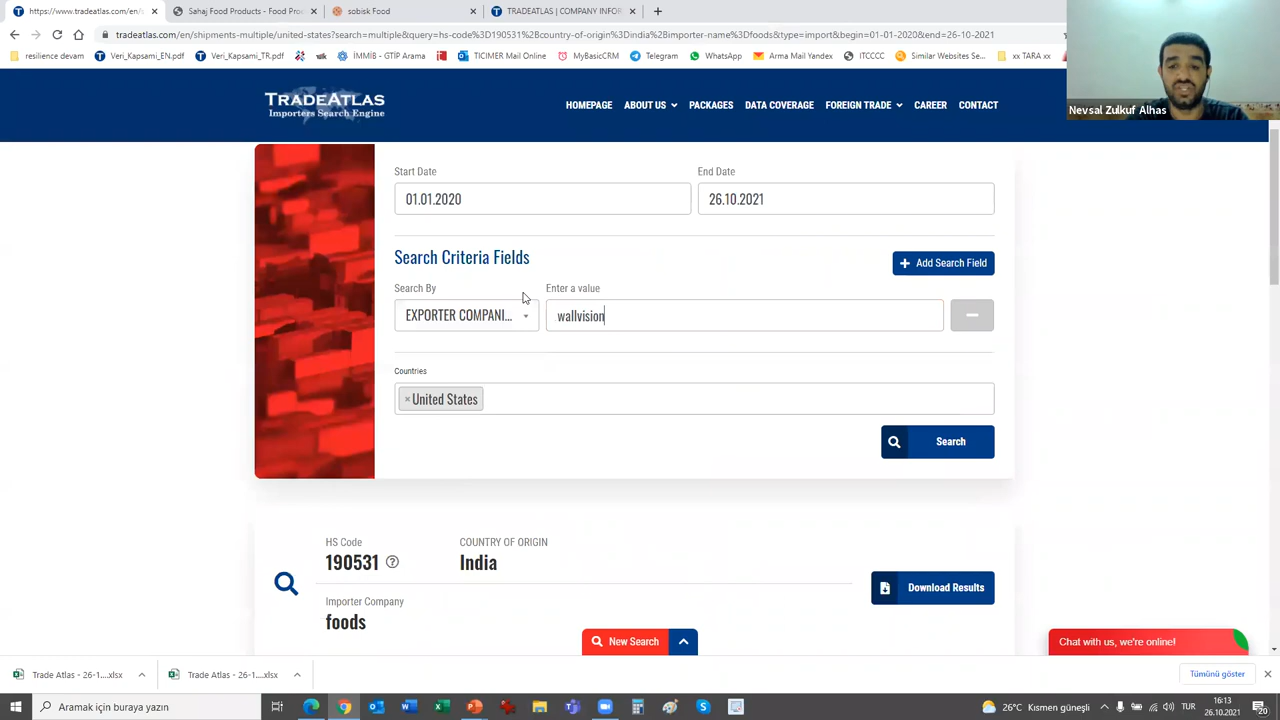 https://www.tradeatlas.com/en/s
Sahaj Food Products - Food Pro
sobisk Food
TRADEATLAS | COMPANY INFOR
tradeatlas.com/en/shipments-multiple/united-states?search=multiple&query=hs-code%3D190531%2Bcountry-of-origin%3Dindia%2Bimporter-name%3Dfoods&type=import&begin=01-01-2020&end=26-10-2021
resilience devam
Veri_Kapsami_EN.pdf
Veri_Kapsami_TR.pdf
İMMİB - GTİP Arama
TICIMER Mail Online
MyBasicCRM
Telegram
WhatsApp
Arma Mail Yandex
ITCCCC
Similar Websites Se...
xx TARA xx
TRADEATLAS
Importers Search Engine
HOMEPAGE
ABOUT US
PACKAGES
DATA COVERAGE
FOREIGN TRADE
CAREER
CONTACT
Nevsal Zulkuf Alhas
Start Date
End Date
01.01.2020
26.10.2021
Search Criteria Fields
+ Add Search Field
Search By
Enter a value
EXPORTER COMPANI...
wallvision
Countries
× United States
Search
HS Code
COUNTRY OF ORIGIN
190531
India
Download Results
Importer Company
foods
New Search
Chat with us, we're online!
Trade Atlas - 26-1....xlsx
Trade Atlas - 26-1....xlsx
Tümünü göster
Aramak için buraya yazın
26°C Kısmen güneşli
TUR
16:13
26.10.2021
20